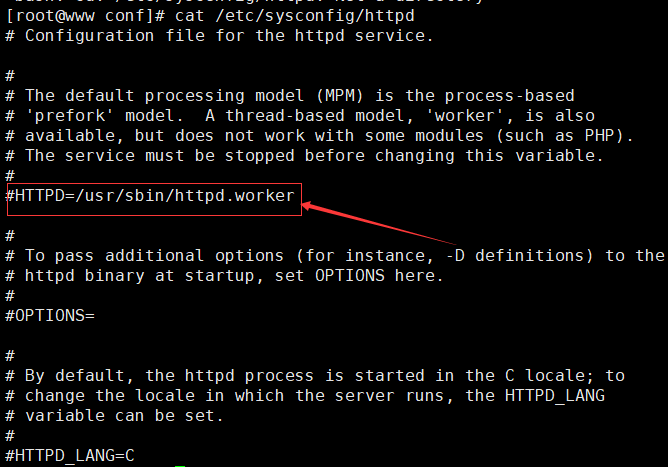 [root@www conf]# cat /etc/sysconfig/httpd
# Configuration file for the httpd service.
#
# The default processing model (MPM) is the process-based
# 'prefork' model.  A thread-based model, 'worker', is also
# available, but does not work with some modules (such as PHP).
# The service must be stopped before changing this variable.
#
#HTTPD=/usr/sbin/httpd.worker
#
# To pass additional options (for instance, -D definitions) to the
# httpd binary at startup, set OPTIONS here.
#
#OPTIONS=
#
# By default, the httpd process is started in the C locale; to
# change the locale in which the server runs, the HTTPD_LANG
# variable can be set.
#
#HTTPD_LANG=C